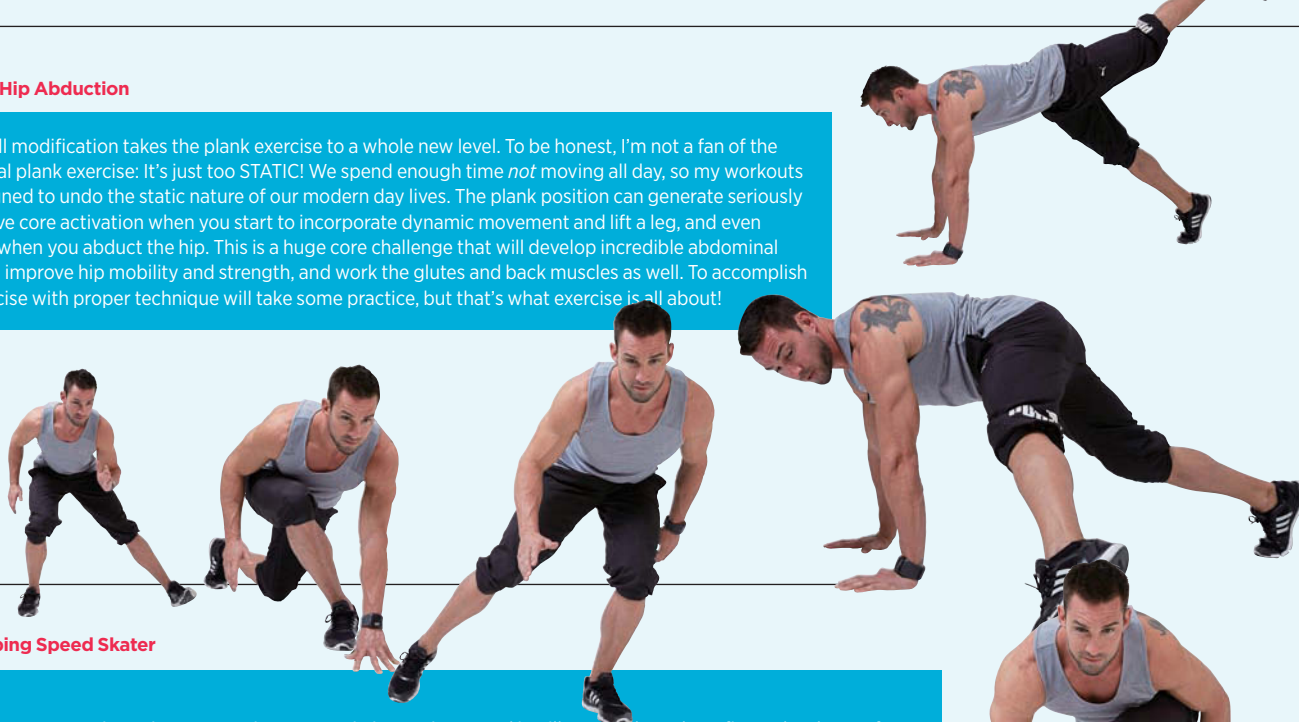 Hip Abduction
ll modification takes the plank exercise to a whole new level. To be honest, I’m not a fan of the
al plank exercise: It’s just too STATIC! We spend enough time not moving all day, so my workouts
ned to undo the static nature of our modern day lives. The plank position can generate seriously
ve core activation when you start to incorporate dynamic movement and lift a leg, and even
when you abduct the hip. This is a huge core challenge that will develop incredible abdominal
improve hip mobility and strength, and work the glutes and back muscles as well. To accomplish
cise with proper technique will take some practice, but that’s what exercise is all about!
ping Speed Skater